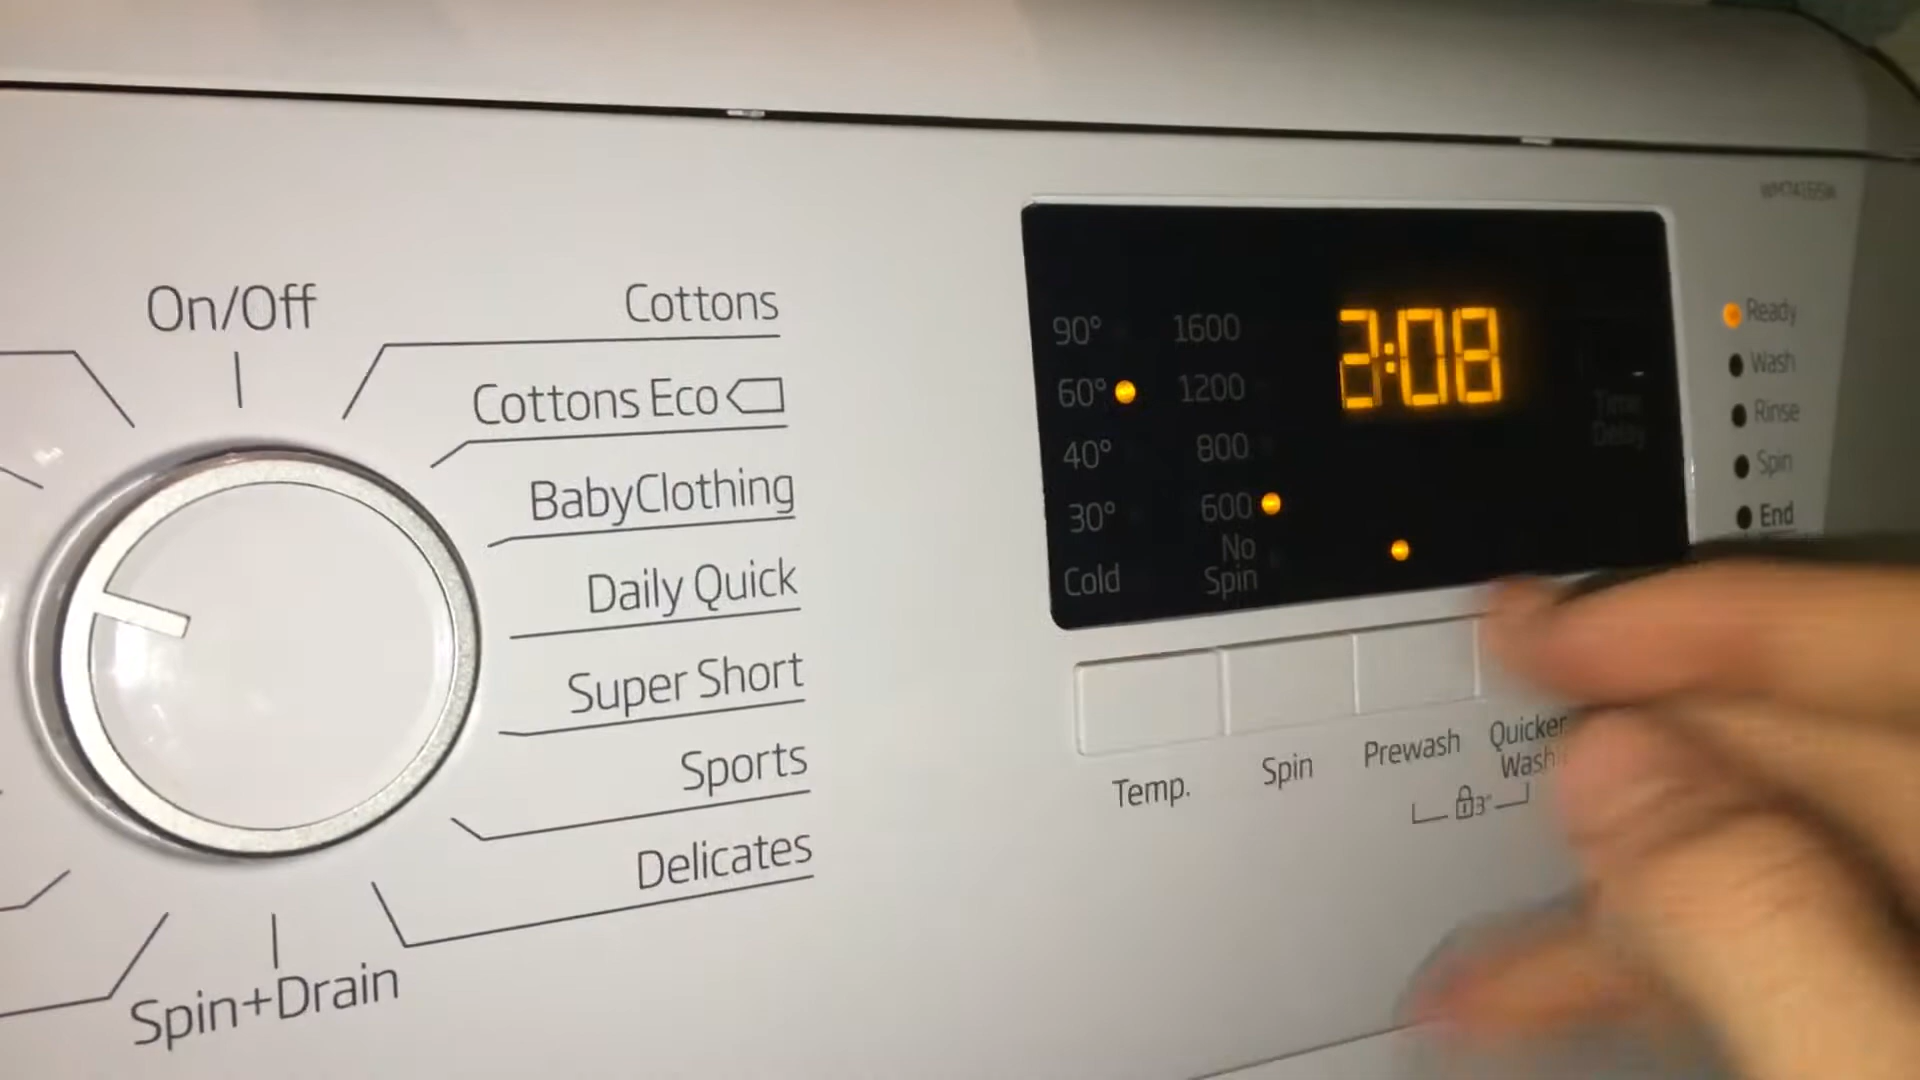 On/Off
Cottons
Cottons Eco
BabyClothing
Daily Quick
Super Short
Sports
Delicates
Spin+Drain
90° 1600
60° 1200
40° 800
30° 600
Cold No
Spin
2:08
Time
Delay
Ready
Wash
Rinse
Spin
End
Temp.
Spin
Prewash
Quicker
Wash
3"